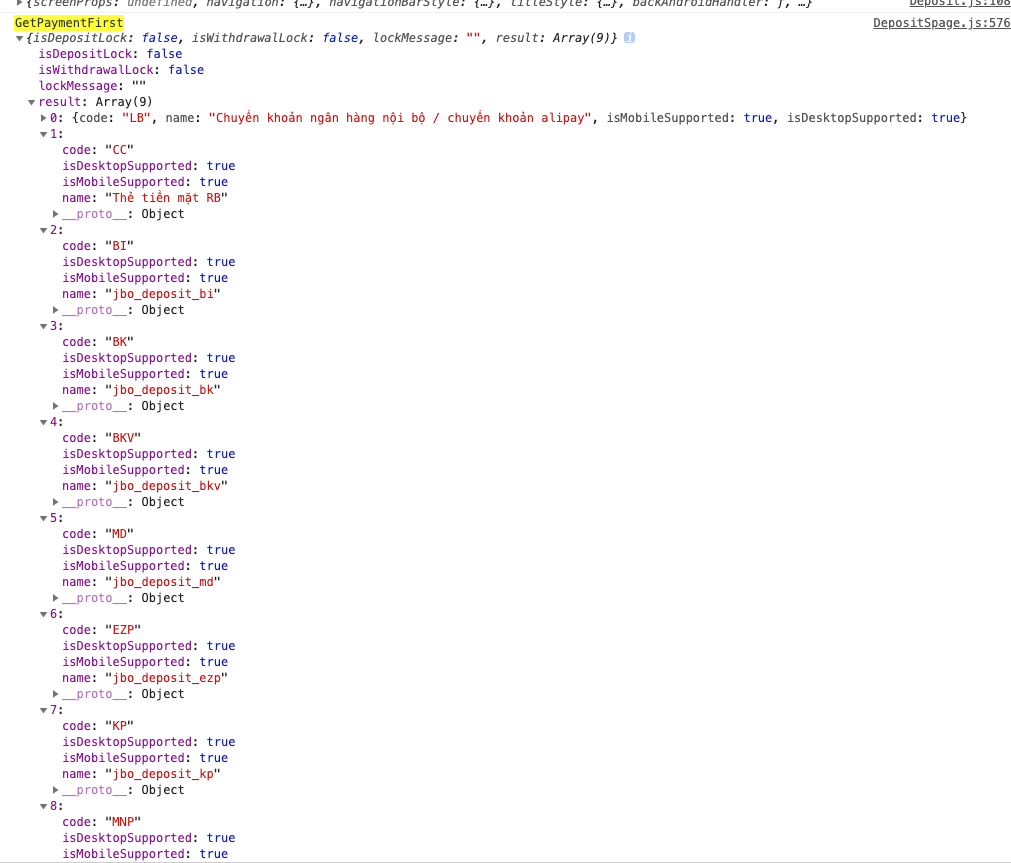 ▶{screenProps: undefined, navigation: {…}, navigationBarStyle: {…}, titleStyle: {…}, backAndroidHandler: ƒ, …} Deposit.js:108
GetPaymentFirst DepositSpage.js:576
▼{isDepositLock: false, isWithdrawalLock: false, lockMessage: "", result: Array(9)} i
isDepositLock: false
isWithdrawalLock: false
lockMessage: ""
▼result: Array(9)
▶0: {code: "LB", name: "Chuyển khoản ngân hàng nội bộ / chuyển khoản alipay", isMobileSupported: true, isDesktopSupported: true}
▼1:
code: "CC"
isDesktopSupported: true
isMobileSupported: true
name: "Thẻ tiền mặt RB"
▶__proto__: Object
▼2:
code: "BI"
isDesktopSupported: true
isMobileSupported: true
name: "jbo_deposit_bi"
▶__proto__: Object
▼3:
code: "BK"
isDesktopSupported: true
isMobileSupported: true
name: "jbo_deposit_bk"
▶__proto__: Object
▼4:
code: "BKV"
isDesktopSupported: true
isMobileSupported: true
name: "jbo_deposit_bkv"
▶__proto__: Object
▼5:
code: "MD"
isDesktopSupported: true
isMobileSupported: true
name: "jbo_deposit_md"
▶__proto__: Object
▼6:
code: "EZP"
isDesktopSupported: true
isMobileSupported: true
name: "jbo_deposit_ezp"
▶__proto__: Object
▼7:
code: "KP"
isDesktopSupported: true
isMobileSupported: true
name: "jbo_deposit_kp"
▶__proto__: Object
▼8:
code: "MNP"
isDesktopSupported: true
isMobileSupported: true